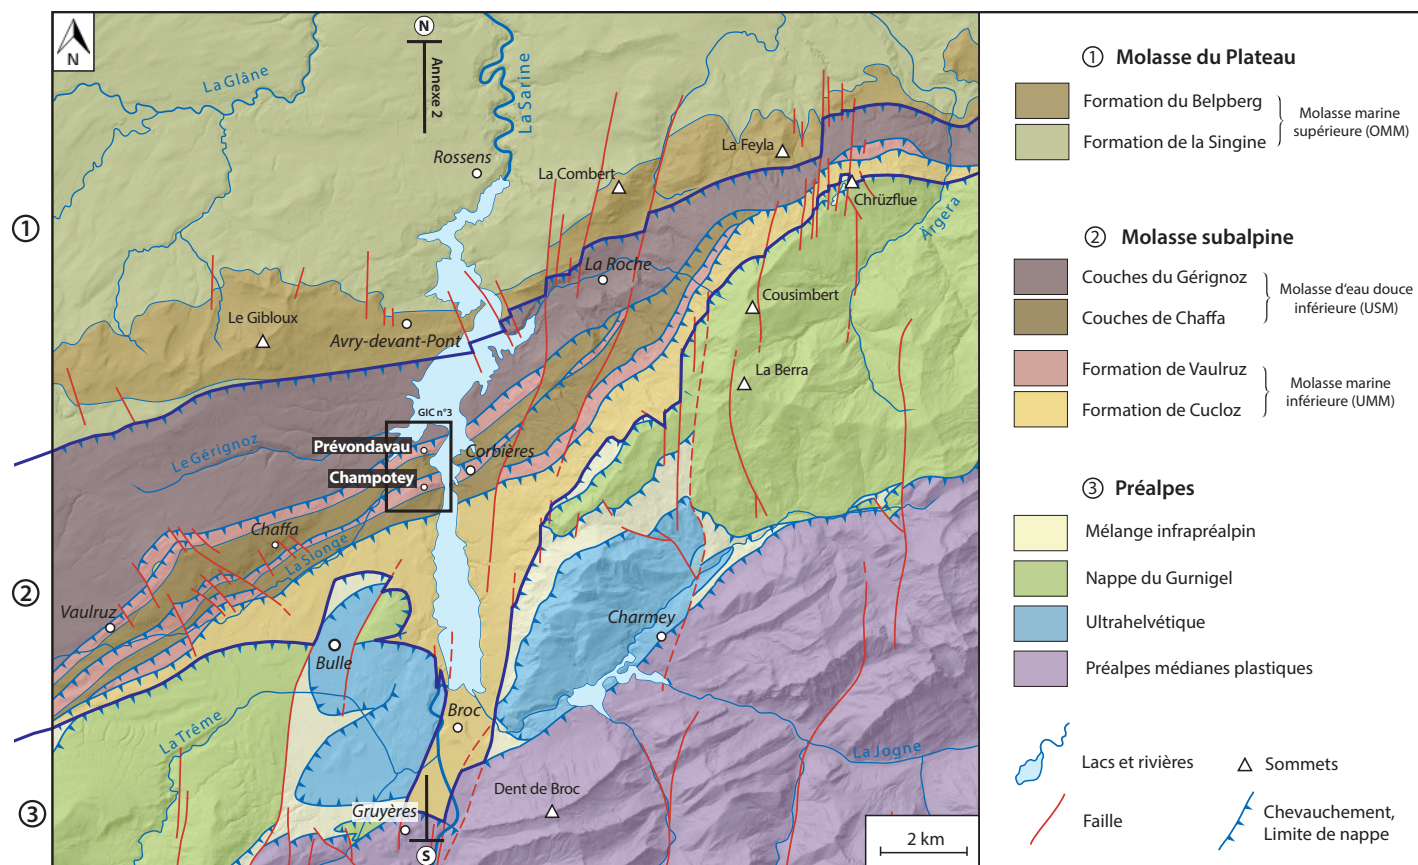 N
N
Annexe 2
La Glâne
La Sarine
Rossens
La Combert
La Feyla
Chrüzflue
Ärgera
①
La Roche
Cousimbert
Le Gibloux
Avry-devant-Pont
La Berra
GIC n°3
Le Gérignoz
Prévondavau
Corbières
Champotey
Chaffa
La Sionge
②
Vaulruz
Bulle
Charmey
Broc
La Trême
La Jogne
Dent de Broc
③
Gruyères
S
2 km
① Molasse du Plateau
Formation du Belpberg
Formation de la Singine
Molasse marine
supérieure (OMM)
② Molasse subalpine
Couches du Gérignoz
Couches de Chaffa
Molasse d'eau douce
inférieure (USM)
Formation de Vaulruz
Formation de Cucloz
Molasse marine
inférieure (UMM)
③ Préalpes
Mélange infrapréalpin
Nappe du Gurnigel
Ultrahelvétique
Préalpes médianes plastiques
Lacs et rivières
Sommets
Faille
Chevauchement,
Limite de nappe